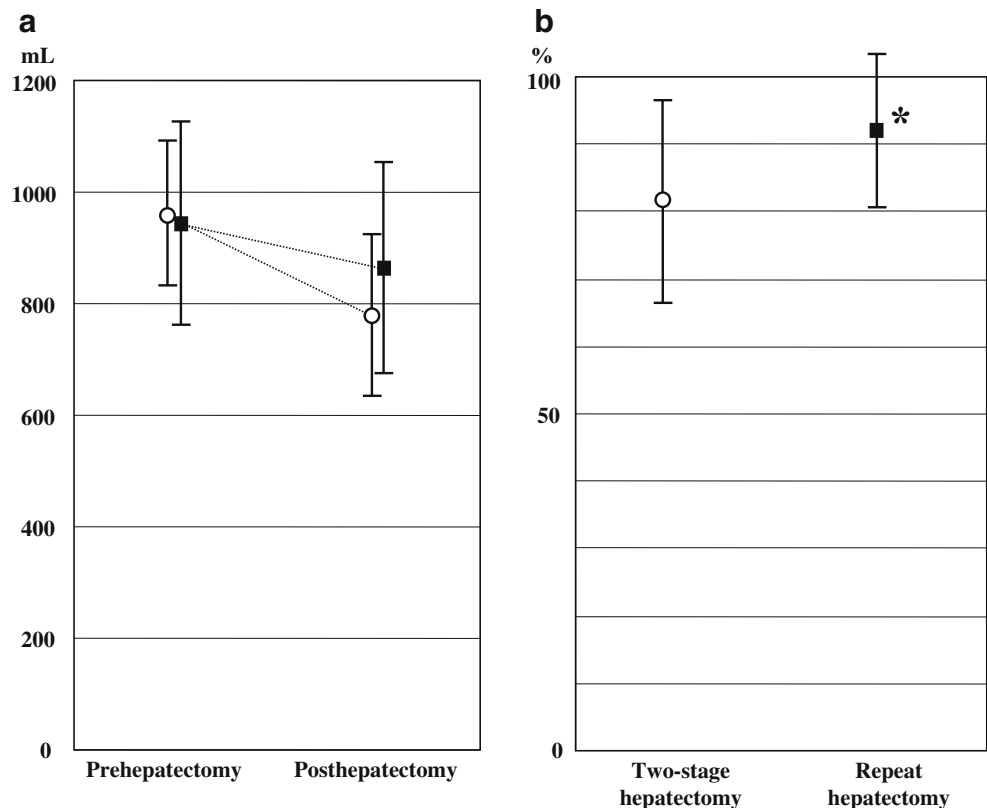 a
mL
1200
1000
800
600
400
200
0
Prehepatectomy Posthepatectomy
b
%
100
*
50
0
Two-stage hepatectomy
Repeat hepatectomy